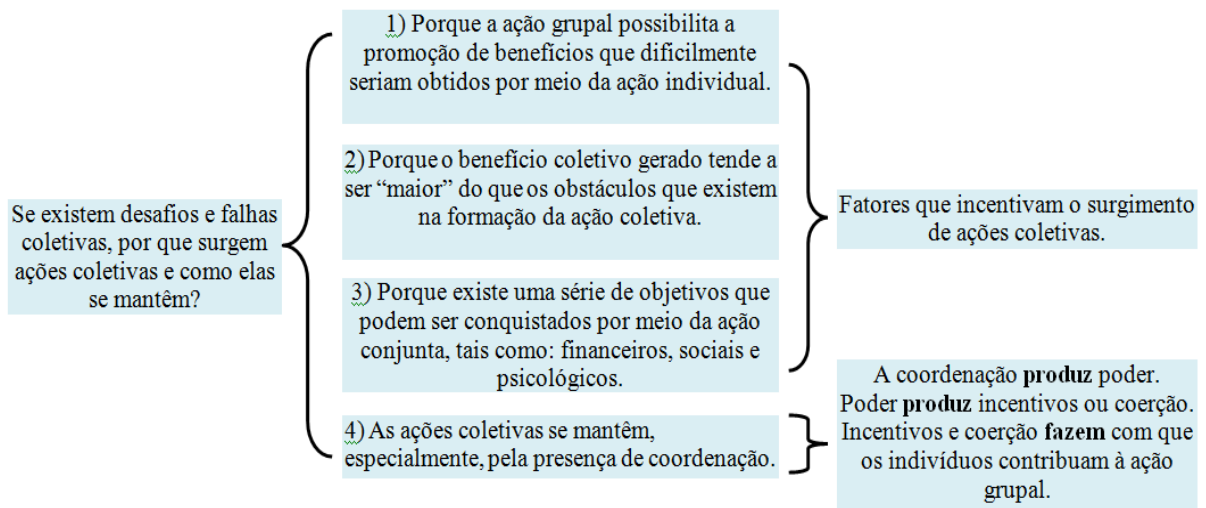 Se existem desafios e falhas
coletivas, por que surgem
ações coletivas e como elas
se mantêm?
1) Porque a ação grupal possibilita a
promoção de benefícios que dificilmente
seriam obtidos por meio da ação individual.
2) Porque o benefício coletivo gerado tende a
ser “maior” do que os obstáculos que existem
na formação da ação coletiva.
3) Porque existe uma série de objetivos que
podem ser conquistados por meio da ação
conjunta, tais como: financeiros, sociais e
psicológicos.
4) As ações coletivas se mantêm,
especialmente, pela presença de coordenação.
Fatores que incentivam o surgimento
de ações coletivas.
A coordenação produz poder.
Poder produz incentivos ou coerção.
Incentivos e coerção fazem com que
os indivíduos contribuam à ação
grupal.